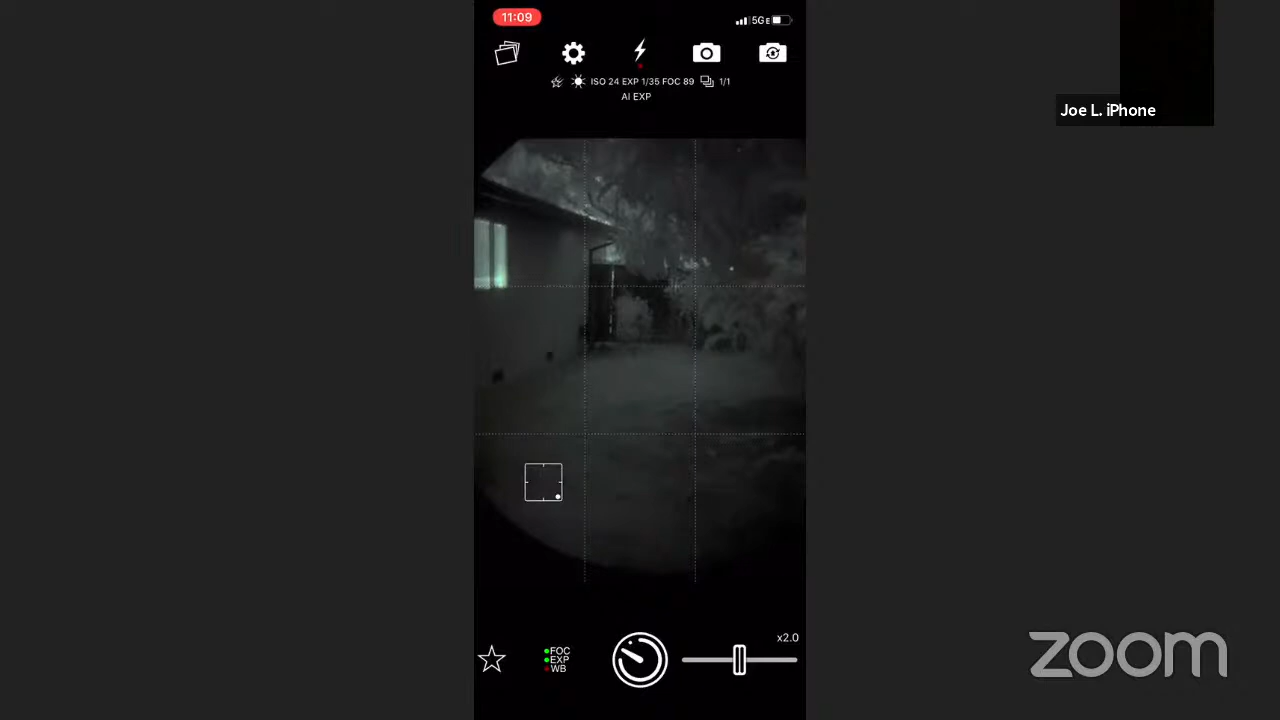 11:09
5GE
ISO 24 EXP 1/35 FOC 89 1/1
AI EXP
Joe L. iPhone
x2.0
FOC
EXP
WB
zoom